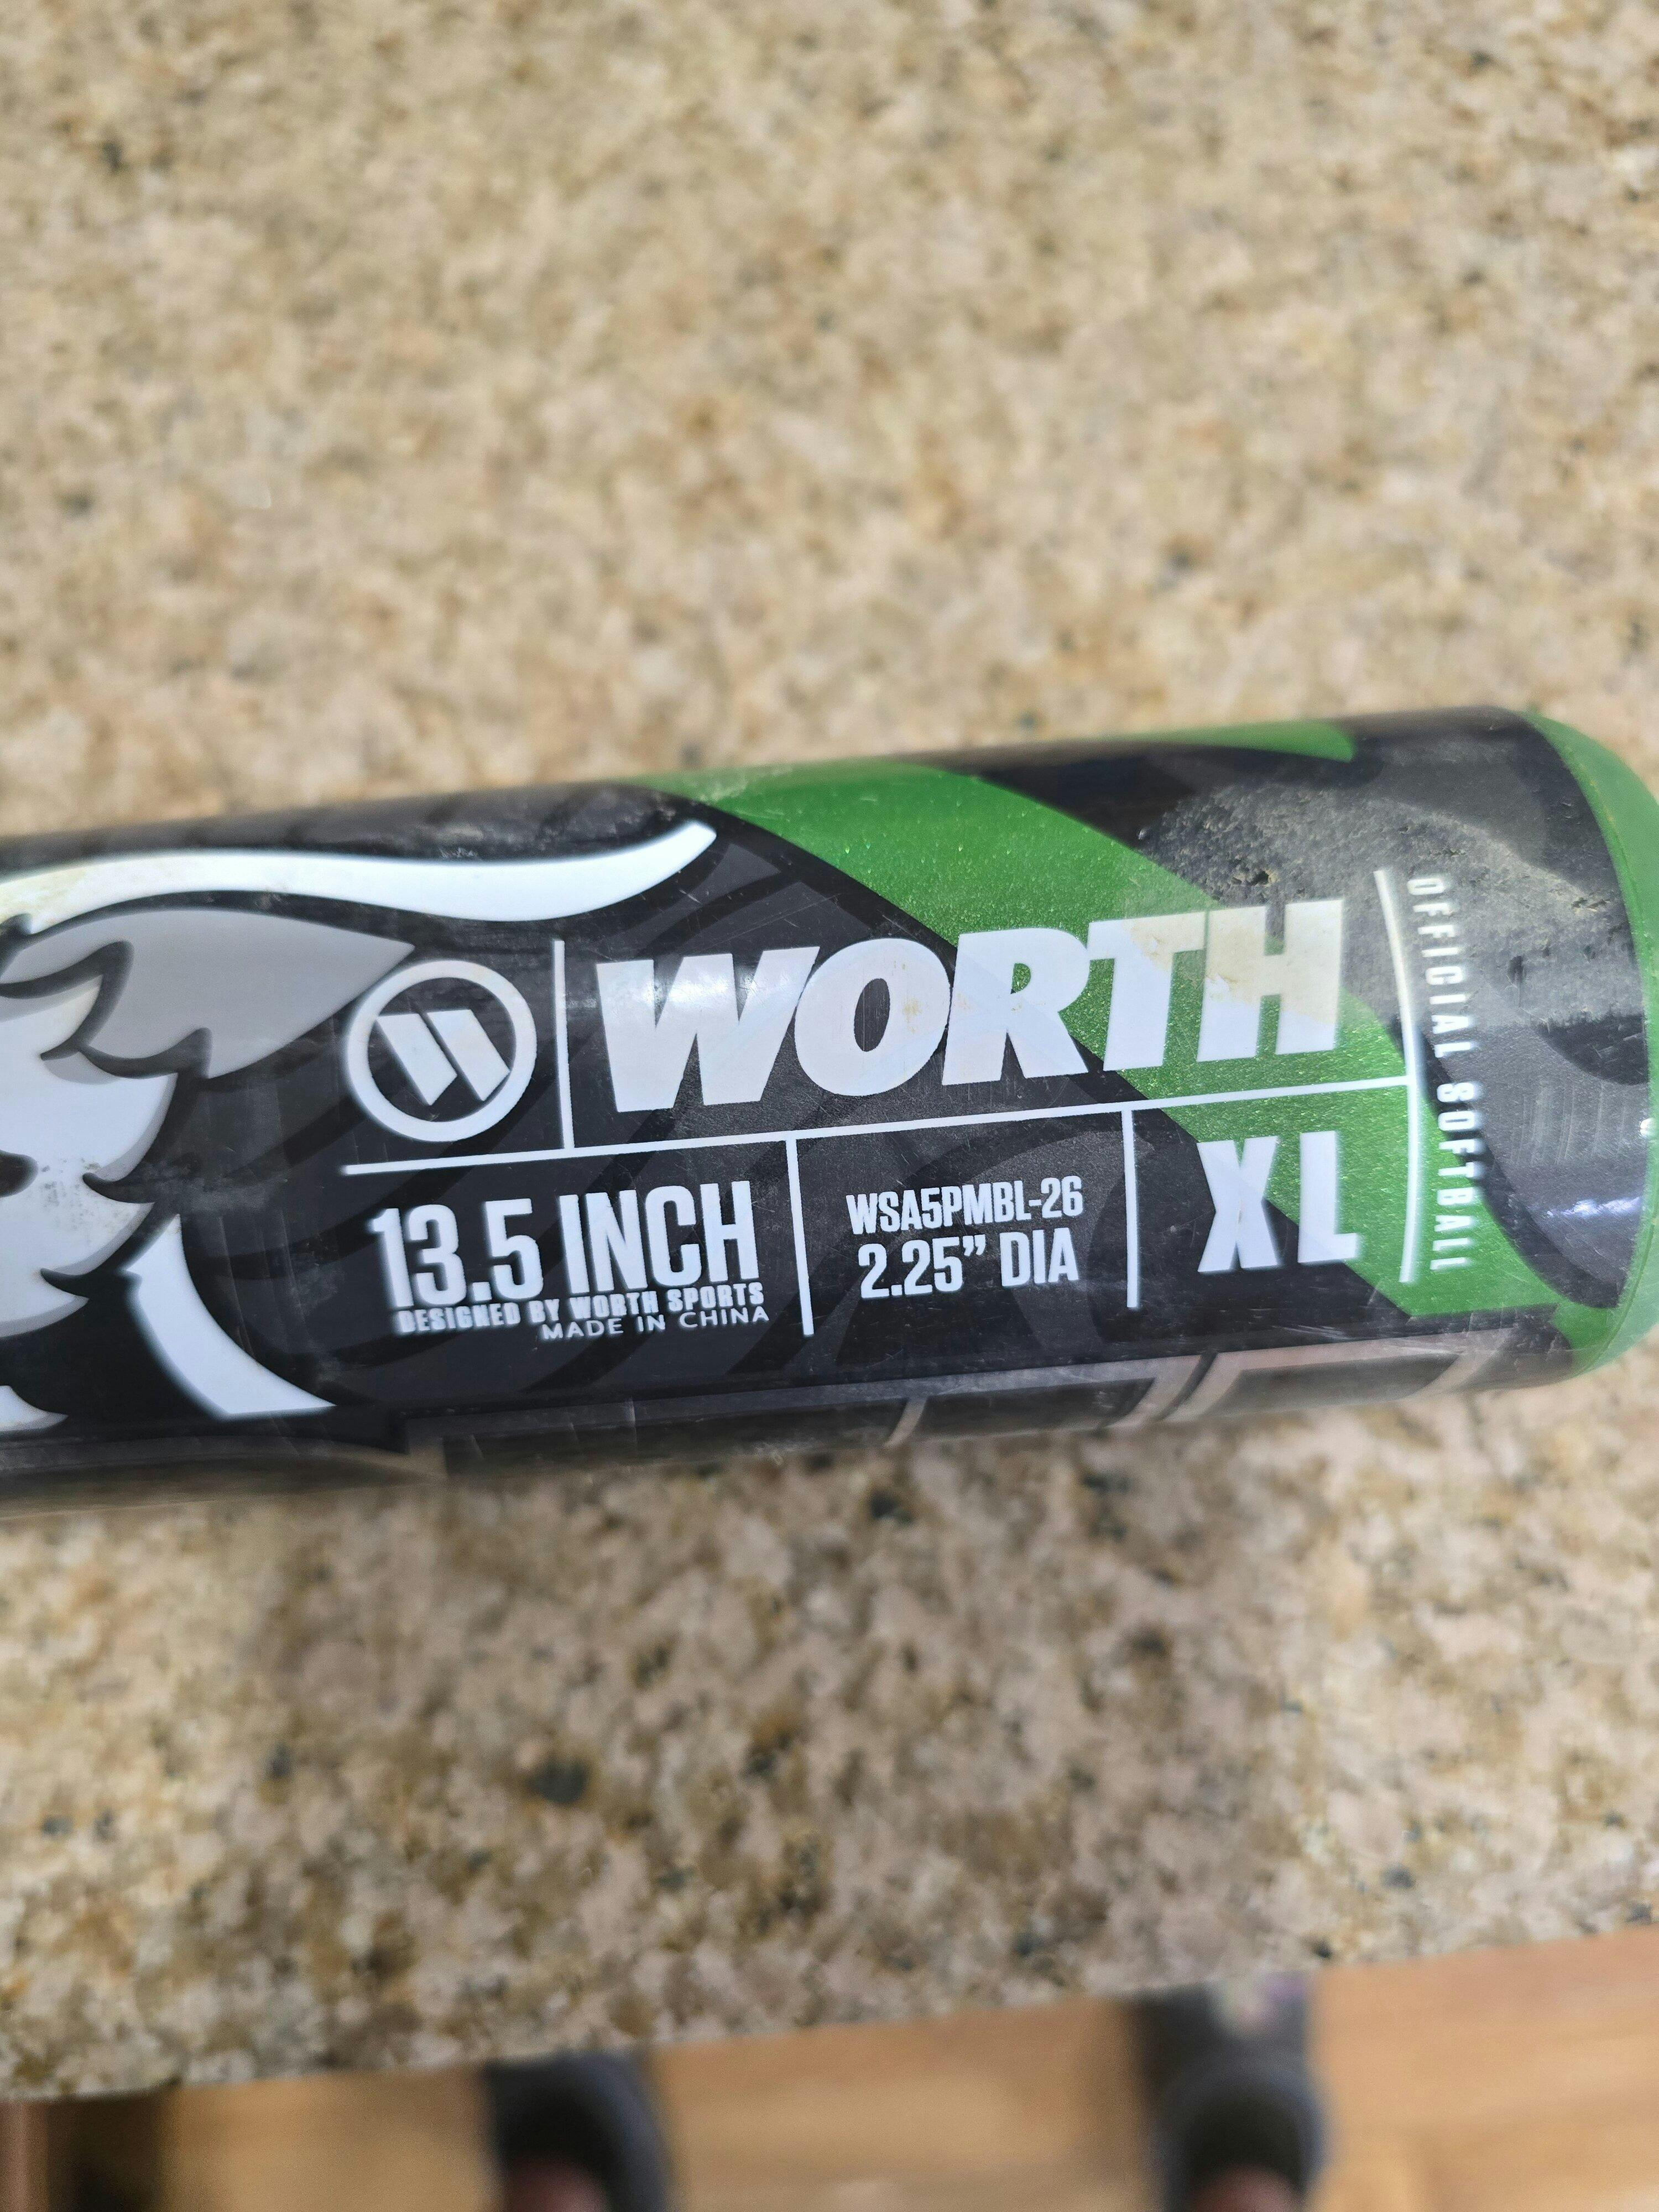 WORTH
13.5 INCH
DESIGNED BY WORTH SPORTS
MADE IN CHINA
WSA5PMBL-26
2.25” DIA
XL
OFFICIAL SOFTBALL